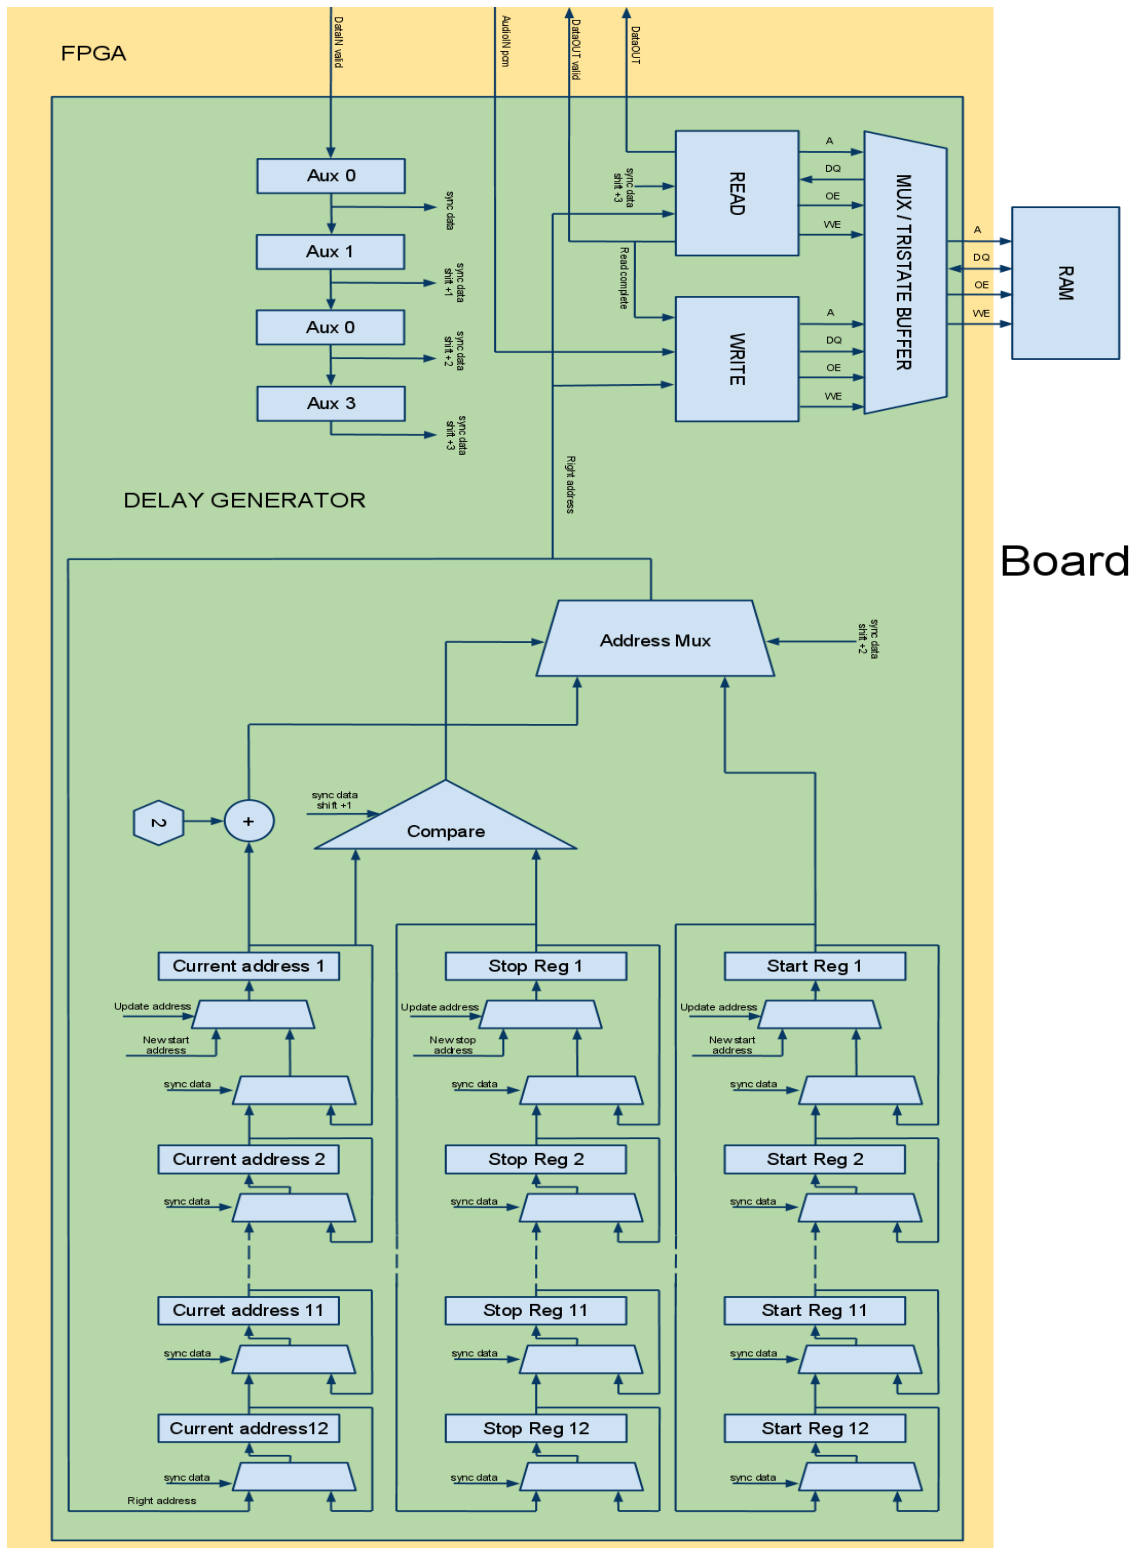 FPGA
DataIN valid
AudioIN pcm
DataOUT valid
DataOUT
Aux 0
sync data
Aux 1
sync data
shift +1
Aux 0
sync data
shift +2
Aux 3
sync data
shift +3
READ
sync data
shift +3
Read complete
WRITE
A
DQ
OE
WE
A
DQ
OE
WE
MUX / TRISTATE BUFFER
A
DQ
OE
WE
RAM
Right address
DELAY GENERATOR
Board
Address Mux
sync data
shift +2
2
+
sync data
shift +1
Compare
Current address 1
Update address
New start
address
sync data
Current address 2
sync data
Curret address 11
sync data
Current address12
sync data
Right address
Stop Reg 1
Update address
New stop
address
sync data
Stop Reg 2
sync data
Stop Reg 11
sync data
Stop Reg 12
sync data
Start Reg 1
Update address
New start
address
sync data
Start Reg 2
sync data
Start Reg 11
sync data
Start Reg 12
sync data